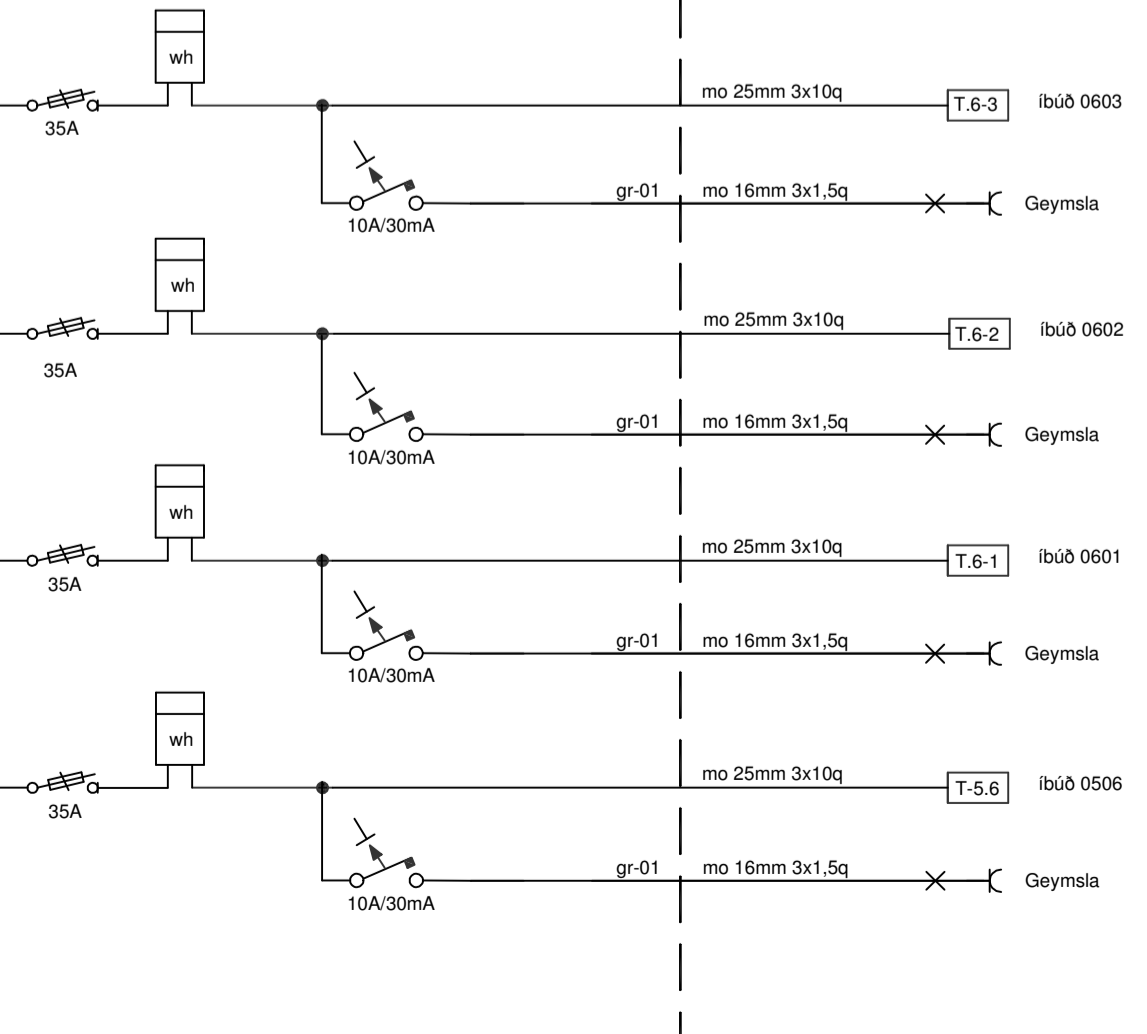 wh
35A
mo 25mm 3x10q
T.6-3
íbúð 0603
10A/30mA
gr-01
mo 16mm 3x1,5q
Geymsla
wh
35A
mo 25mm 3x10q
T.6-2
íbúð 0602
10A/30mA
gr-01
mo 16mm 3x1,5q
Geymsla
wh
35A
mo 25mm 3x10q
T.6-1
íbúð 0601
10A/30mA
gr-01
mo 16mm 3x1,5q
Geymsla
wh
35A
mo 25mm 3x10q
T-5.6
íbúð 0506
10A/30mA
gr-01
mo 16mm 3x1,5q
Geymsla